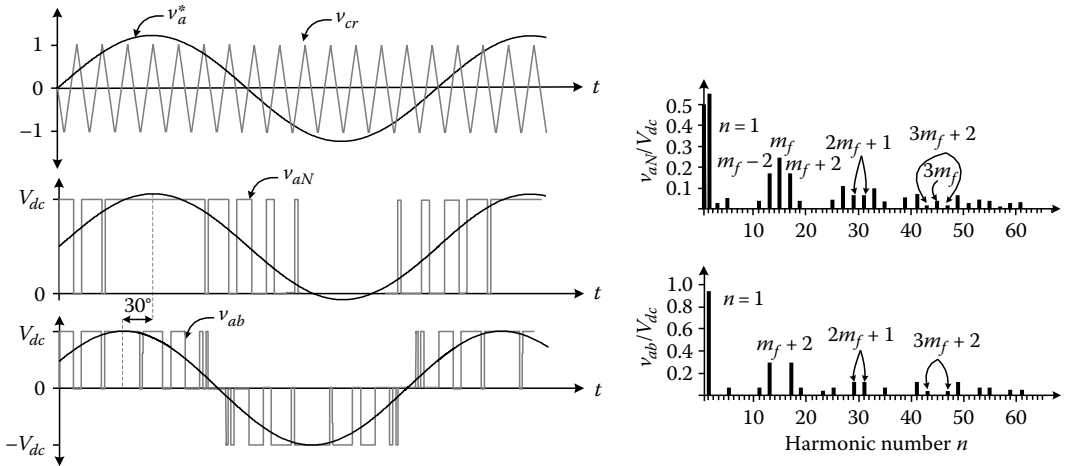 v*a
vcr
1
0
−1
t
Vdc
vaN
0
t
30°
vab
Vdc
0
−Vdc
t
vaN/Vdc
0.5
0.4
0.3
0.2
0.1
n = 1
mf − 2
mf
mf + 2
2mf + 1
3mf + 2
3mf
10 20 30 40 50 60
vab/Vdc
1.0
0.8
0.6
0.4
0.2
n = 1
mf + 2
2mf + 1
3mf + 2
10 20 30 40 50 60
Harmonic number n